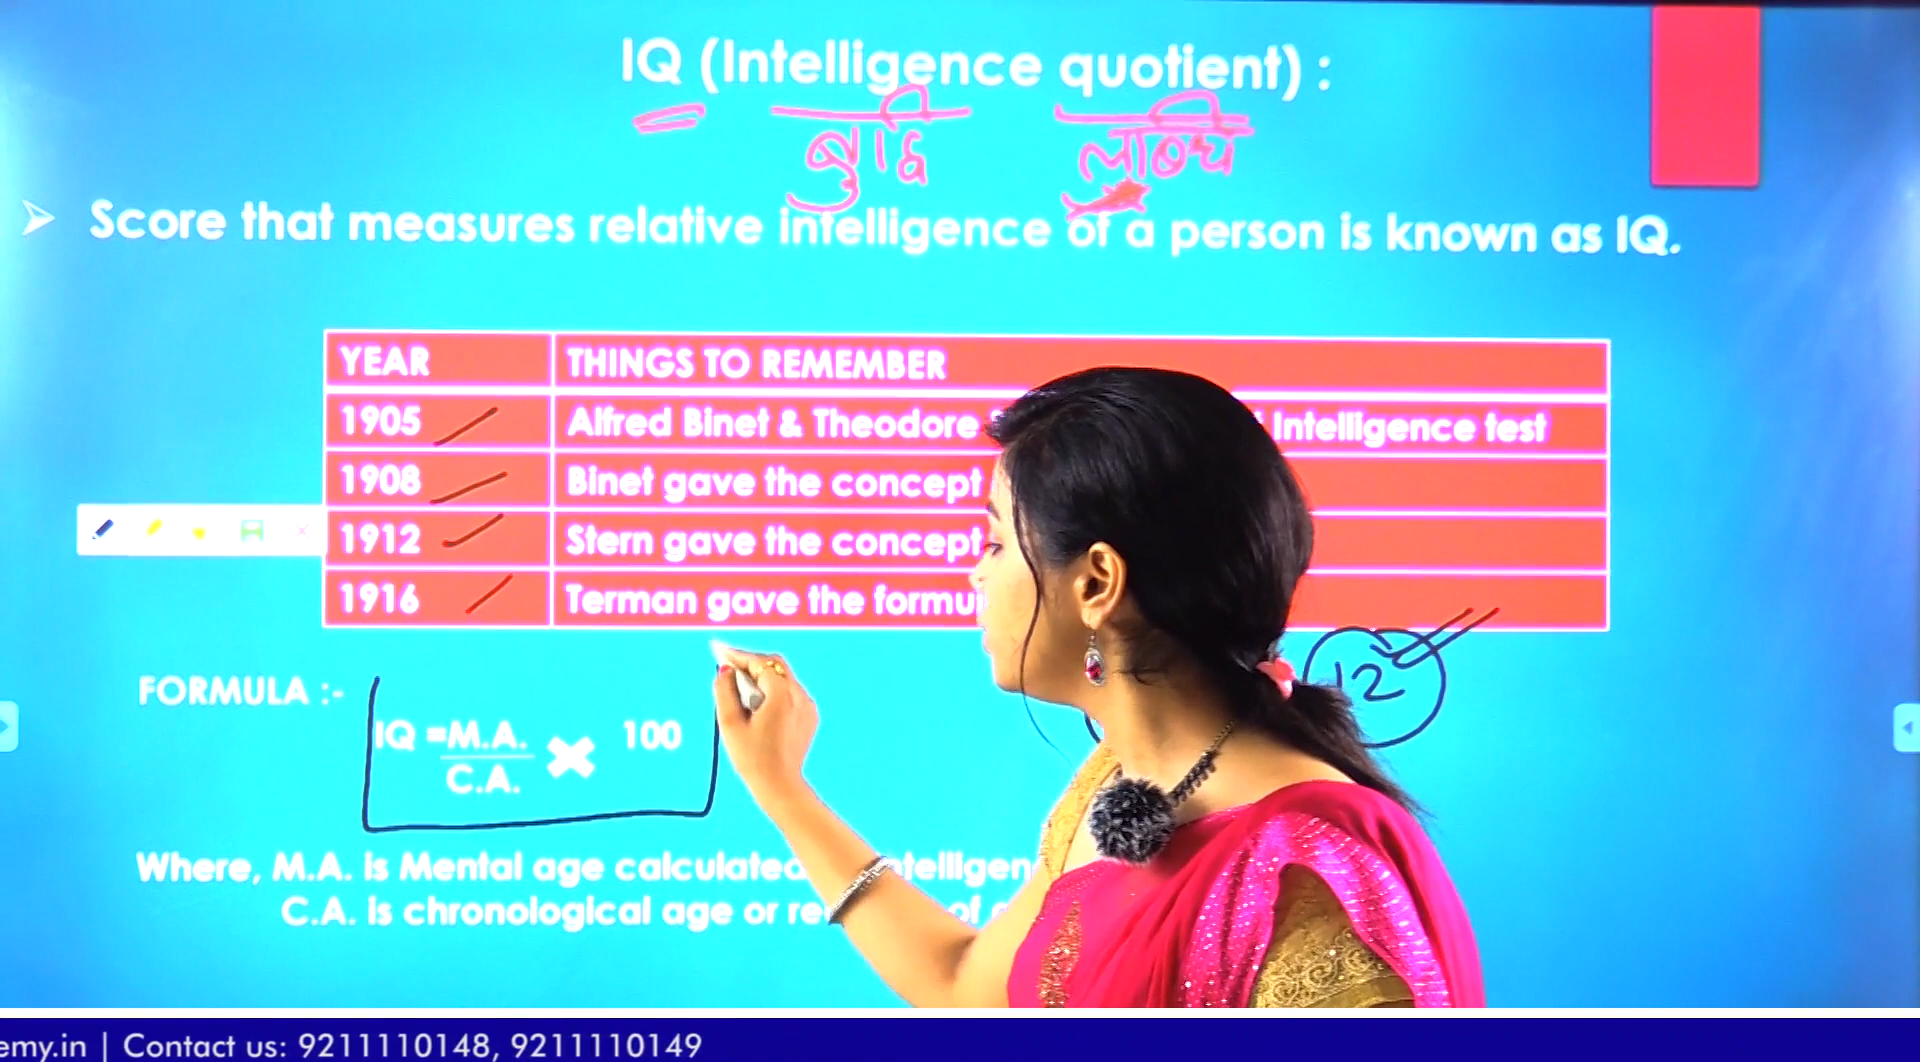 IQ (Intelligence quotient) :
बुद्धि लब्धि
Score that measures relative intelligence of a person is known as IQ.
YEAR THINGS TO REMEMBER
1905 Alfred Binet & Theodore Intelligence test
1908 Binet gave the concept
1912 Stern gave the concept
1916 Terman gave the
12
FORMULA :-
IQ = M.A. / C.A. × 100
Where, M.A. is Mental age calculated
C.A. is chronological age or of
emy.in | Contact us: 9211110148, 9211110149